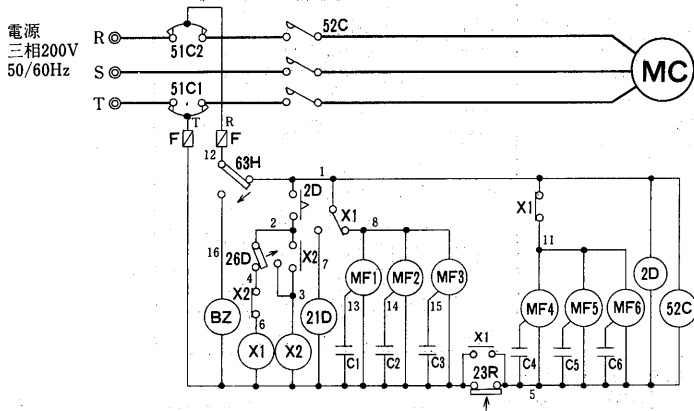 電源
三相200V
50/60Hz
R
S
T
51C2
51C1
52C
MC
T
R
F
F
12
63H
1
2D
X1
X1
2
8
11
16
26D
X2
7
MF1
MF2
MF3
MF4
MF5
MF6
2D
52C
4
3
X2
6
13
14
15
BZ
X1
X2
21D
C1
C2
C3
X1
23R
C4
C5
C6
5